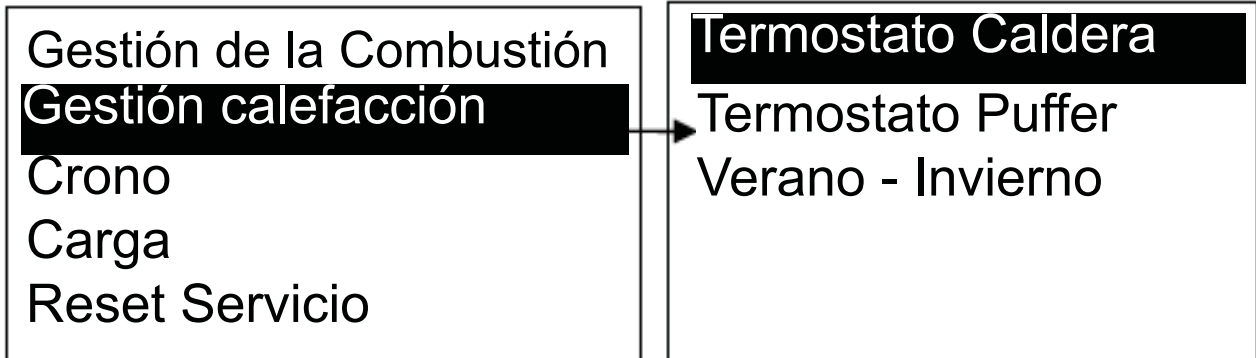 Gestión de la Combustión
Gestión calefacción
Crono
Carga
Reset Servicio
Termostato Caldera
Termostato Puffer
Verano - Invierno